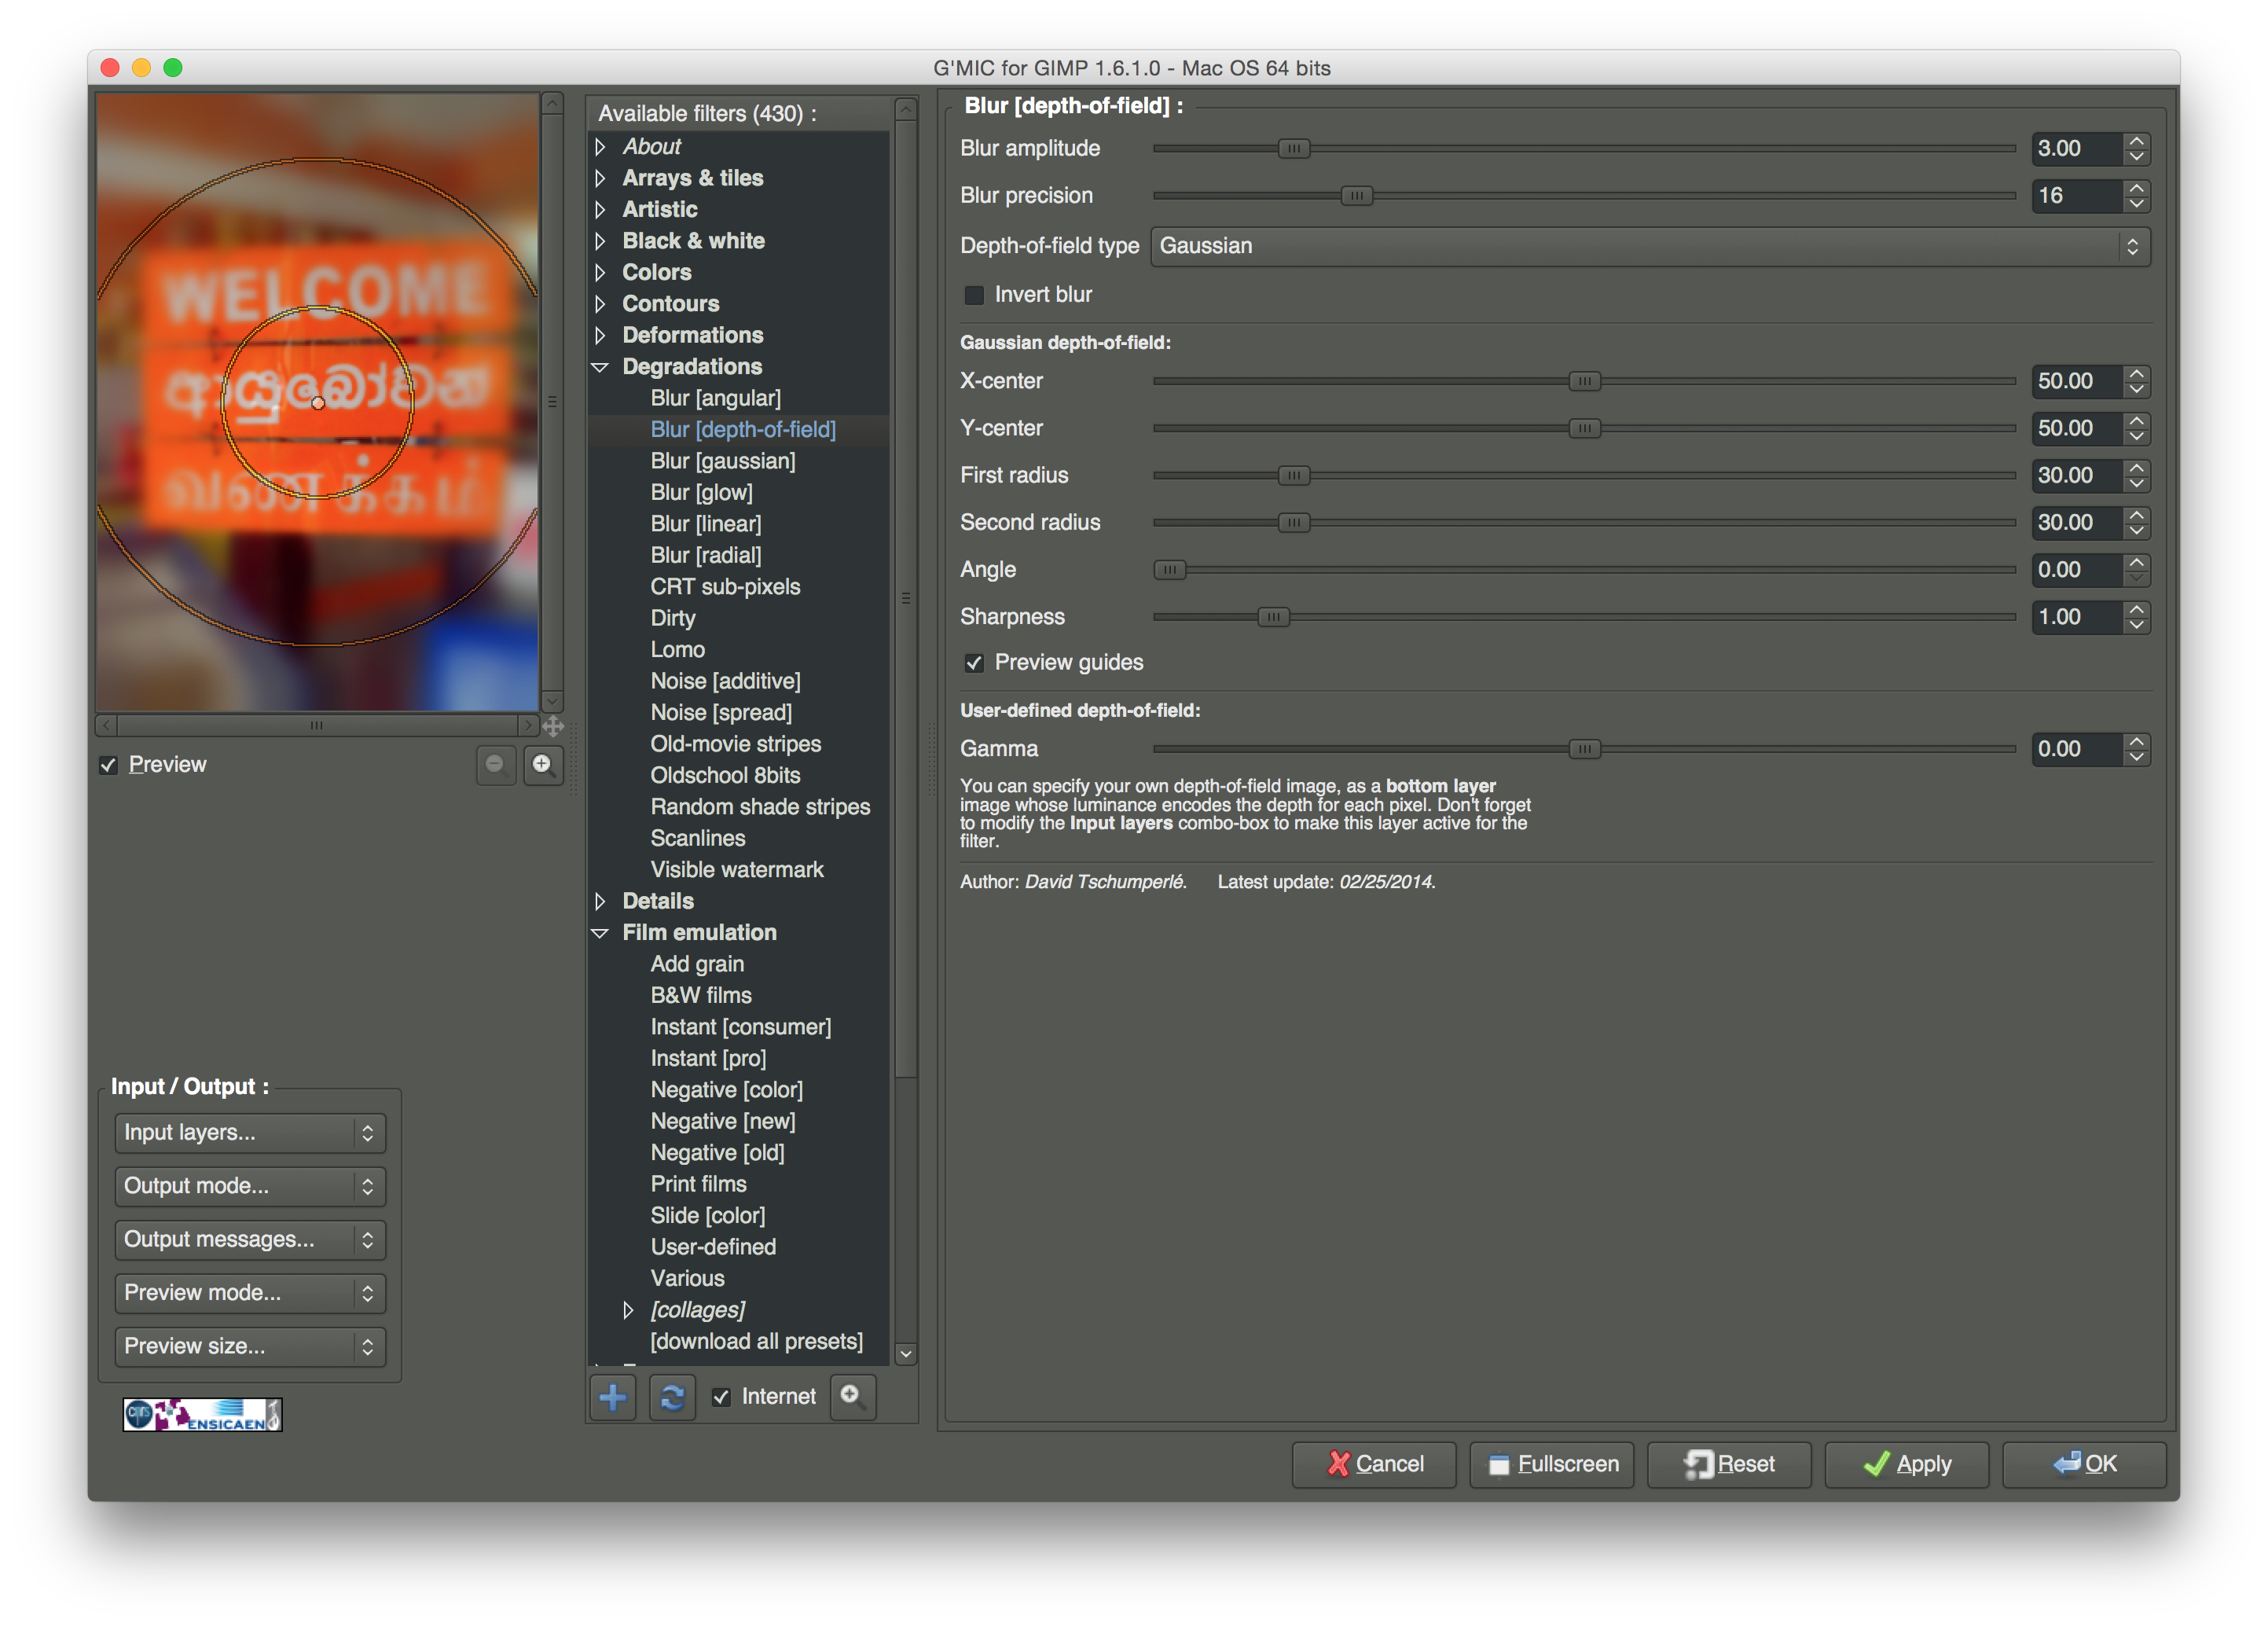 G'MIC for GIMP 1.6.1.0 - Mac OS 64 bits
WELCOME
ආයුබෝවන්
வணக்கம்
Preview
Input / Output :
Input layers...
Output mode...
Output messages...
Preview mode...
Preview size...
cnrs
ENSICAEN
Available filters (430) :
About
Arrays & tiles
Artistic
Black & white
Colors
Contours
Deformations
Degradations
Blur [angular]
Blur [depth-of-field]
Blur [gaussian]
Blur [glow]
Blur [linear]
Blur [radial]
CRT sub-pixels
Dirty
Lomo
Noise [additive]
Noise [spread]
Old-movie stripes
Oldschool 8bits
Random shade stripes
Scanlines
Visible watermark
Details
Film emulation
Add grain
B&W films
Instant [consumer]
Instant [pro]
Negative [color]
Negative [new]
Negative [old]
Print films
Slide [color]
User-defined
Various
[collages]
[download all presets]
Internet
Blur [depth-of-field] :
Blur amplitude 3.00
Blur precision 16
Depth-of-field type Gaussian
Invert blur
Gaussian depth-of-field:
X-center 50.00
Y-center 50.00
First radius 30.00
Second radius 30.00
Angle 0.00
Sharpness 1.00
Preview guides
User-defined depth-of-field:
Gamma 0.00
You can specify your own depth-of-field image, as a bottom layer
image whose luminance encodes the depth for each pixel. Don't forget
to modify the Input layers combo-box to make this layer active for the
filter.
Author: David Tschumperlé. Latest update: 02/25/2014.
Cancel Fullscreen Reset Apply OK